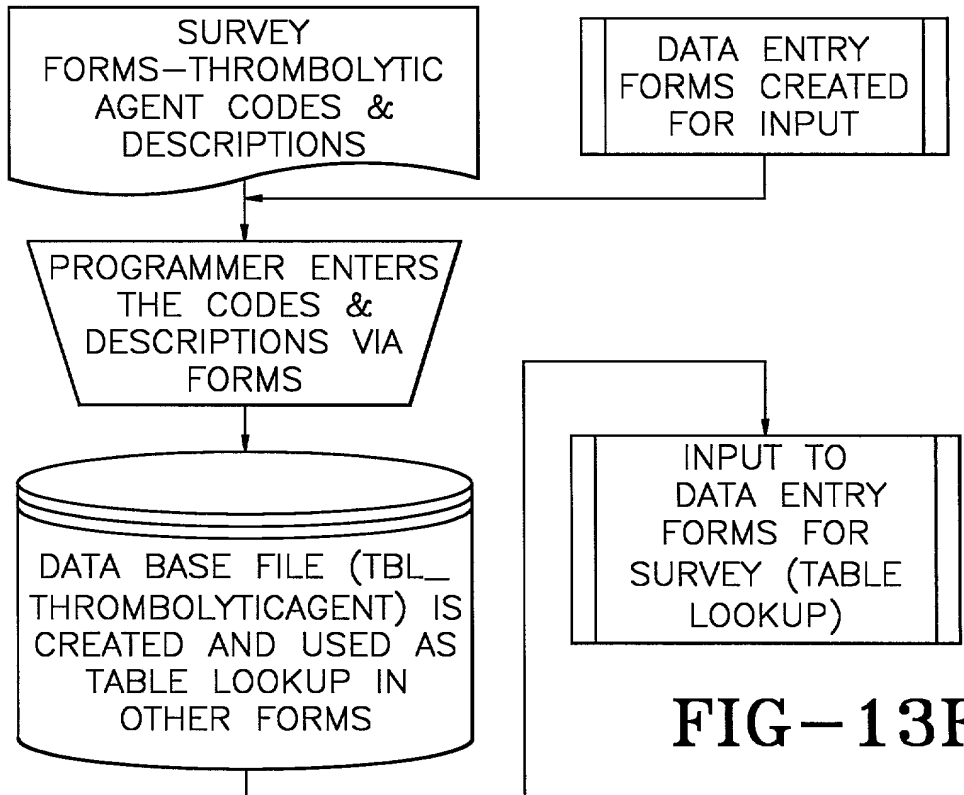 SURVEY
FORMS-THROMBOLYTIC
AGENT CODES &
DESCRIPTIONS
DATA ENTRY
FORMS CREATED
FOR INPUT
PROGRAMMER ENTERS
THE CODES &
DESCRIPTIONS VIA
FORMS
DATA BASE FILE (TBL_
THROMBOLYTICAGENT) IS
CREATED AND USED AS
TABLE LOOKUP IN
OTHER FORMS
INPUT TO
DATA ENTRY
FORMS FOR
SURVEY (TABLE
LOOKUP)